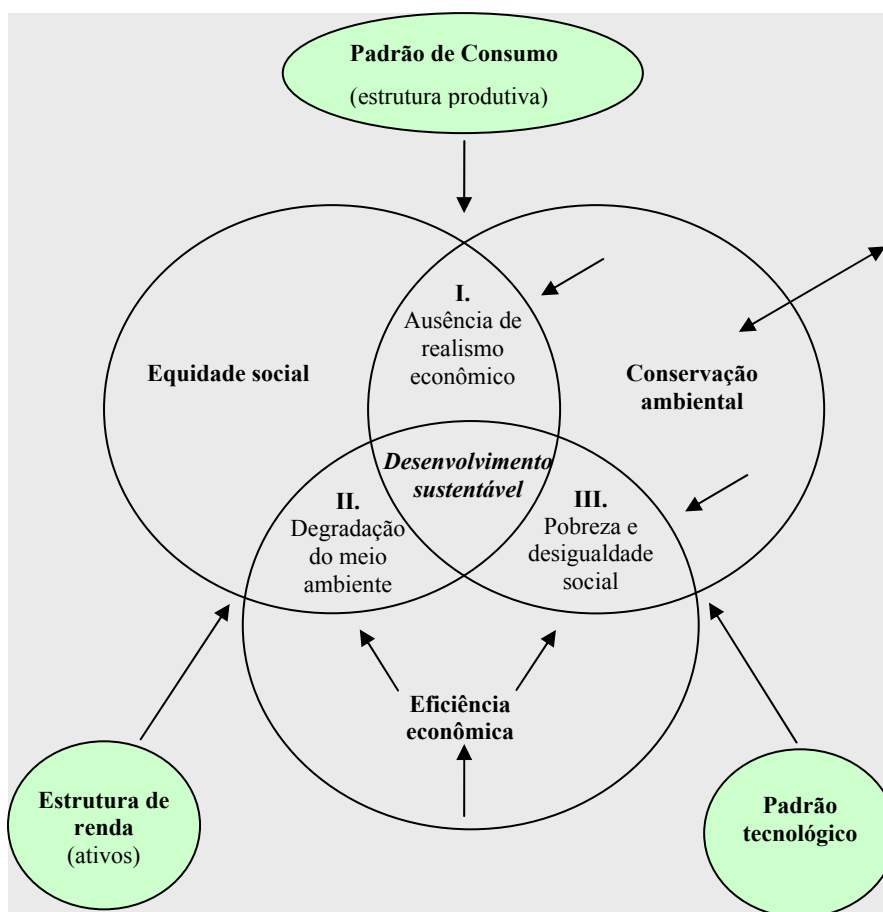 Padrão de Consumo
(estrutura produtiva)
I.
Ausência de
realismo
econômico
Equidade social
Conservação
ambiental
Desenvolvimento
sustentável
II.
Degradação
do meio
ambiente
III.
Pobreza e
desigualdade
social
Eficiência
econômica
Estrutura de
renda
(ativos)
Padrão
tecnológico